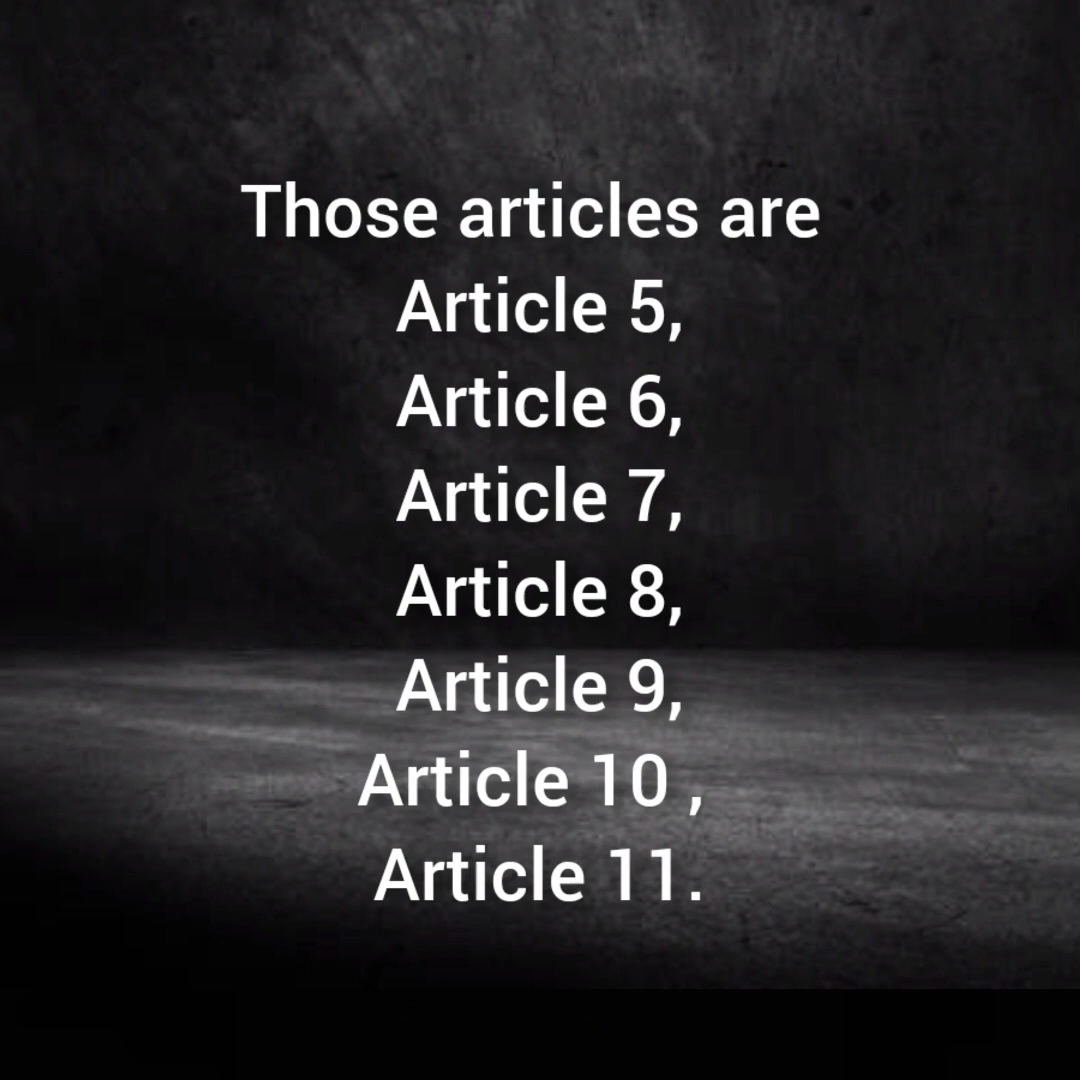 Those articles are
Article 5,
Article 6,
Article 7,
Article 8,
Article 9,
Article 10 ,
Article 11.